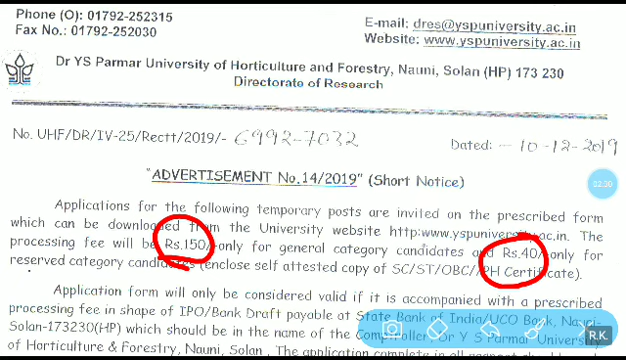 Phone (O): 01792-252315
Fax No.: 01792-252030
E-mail: dres@yspuniversity.ac.in
Website: www.yspuniversity.ac.in
Dr YS Parmar University of Horticulture and Forestry, Nauni, Solan (HP) 173 230
Directorate of Research
No. UHF/DR/IV-25/Rectt/2019/- 6992-7032
Dated: 10-12-2019
"ADVERTISEMENT No.14/2019" (Short Notice)
02:20
Applications for the following temporary posts are invited on the prescribed form
which can be downloaded from the University website http:www.yspuniversity.ac.in. The
processing fee will be Rs.150/-only for general category candidates and Rs.40/-only for
reserved category candidates (enclose self attested copy of SC/ST/OBC/PH Certificate).
Application form will only be considered valid if it is accompanied with a prescribed
processing fee in shape of IPO/Bank Draft payable at State Bank of India/UCO Bank, Nauni-
Solan-173230(HP) which should be in the name of the Comptroller, Dr Y S Parmar University
of Horticulture & Forestry, Nauni, Solan. The application complete in all
R.K.